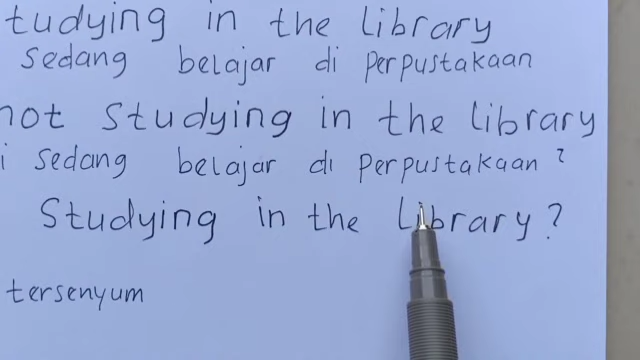 tudying in the library
sedang belajar di perpustakaan
not studying in the library
i sedang belajar di perpustakaan?
Studying in the library?
tersenyum